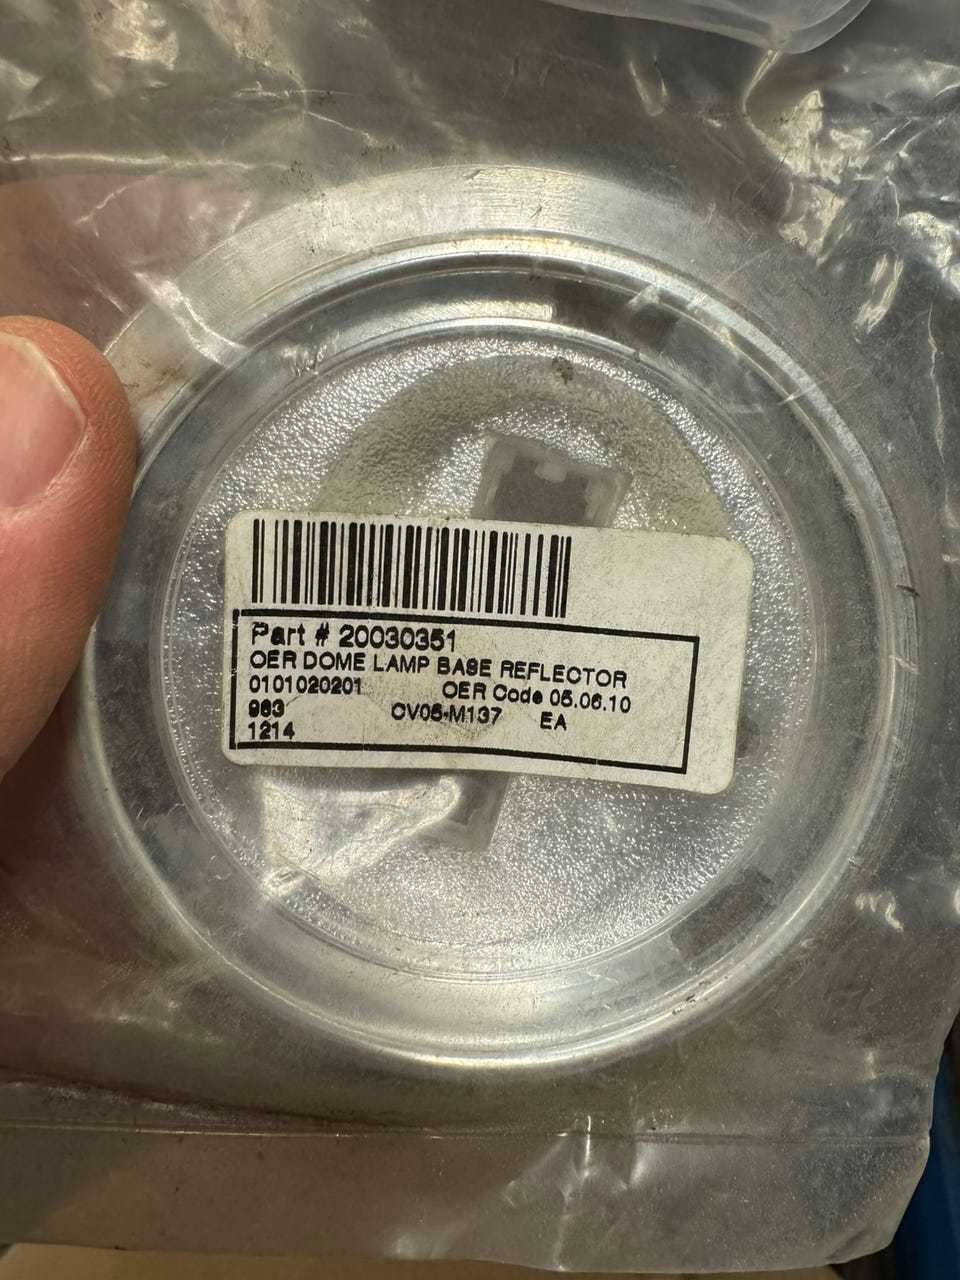 Part # 20030351
OER DOME LAMP BASE REFLECTOR
0101020201 OER Code 05.06.10
983 CV05-M137 EA
1214